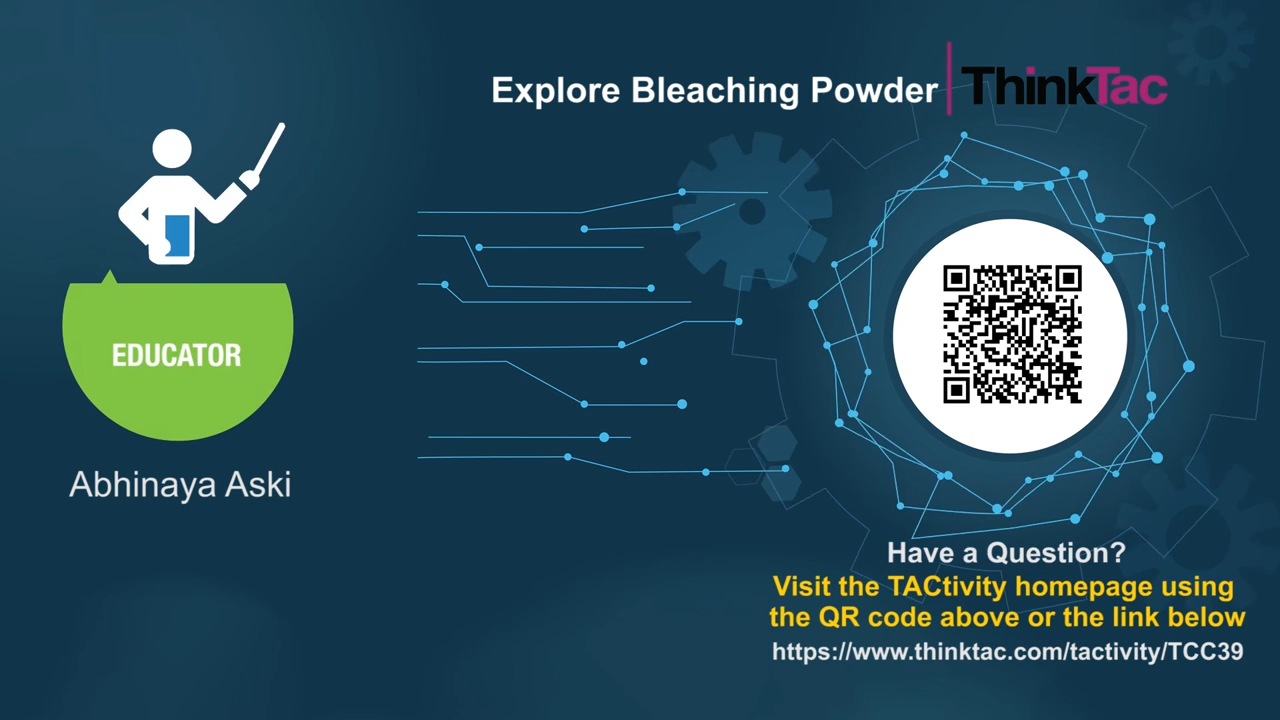 Explore Bleaching Powder
ThinkTac
EDUCATOR
Abhinaya Aski
Have a Question?
Visit the TACtivity homepage using
the QR code above or the link below
https://www.thinktac.com/tactivity/TCC39